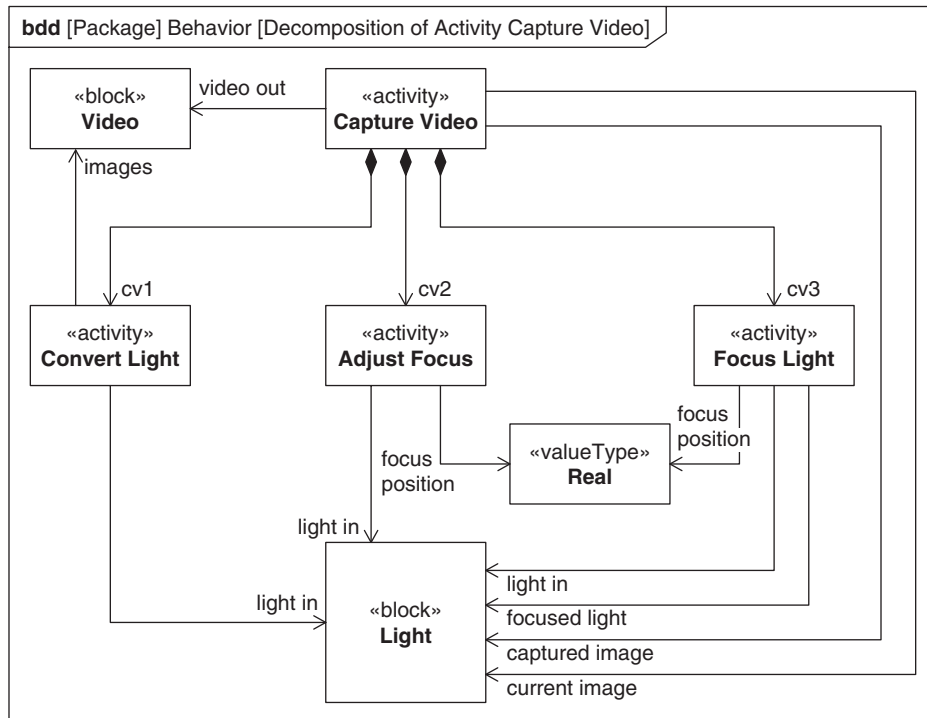 bdd [Package] Behavior [Decomposition of Activity Capture Video]
«block»
Video
video out
«activity»
Capture Video
images
cv1
cv2
cv3
«activity»
Convert Light
«activity»
Adjust Focus
«activity»
Focus Light
focus
position
«valueType»
Real
focus
position
light in
light in
«block»
Light
light in
focused light
captured image
current image